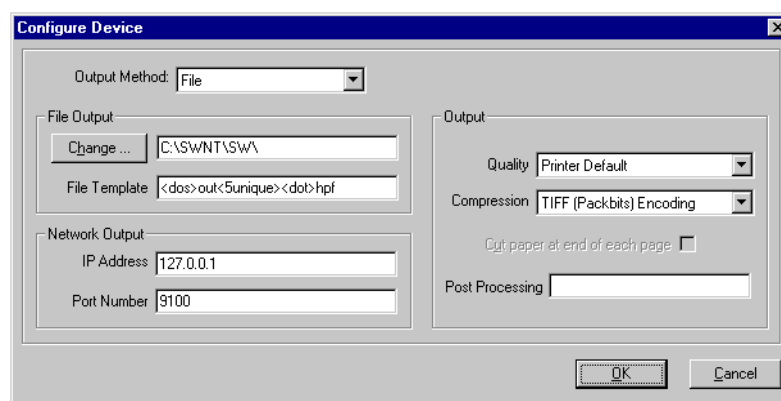 Configure Device
Output Method: File
File Output
Change ... C:\SWNT\SW\
File Template <dos>out<5unique><dot>hpf
Network Output
IP Address 127.0.0.1
Port Number 9100
Output
Quality Printer Default
Compression TIFF (Packbits) Encoding
Cut paper at end of each page
Post Processing
OK Cancel